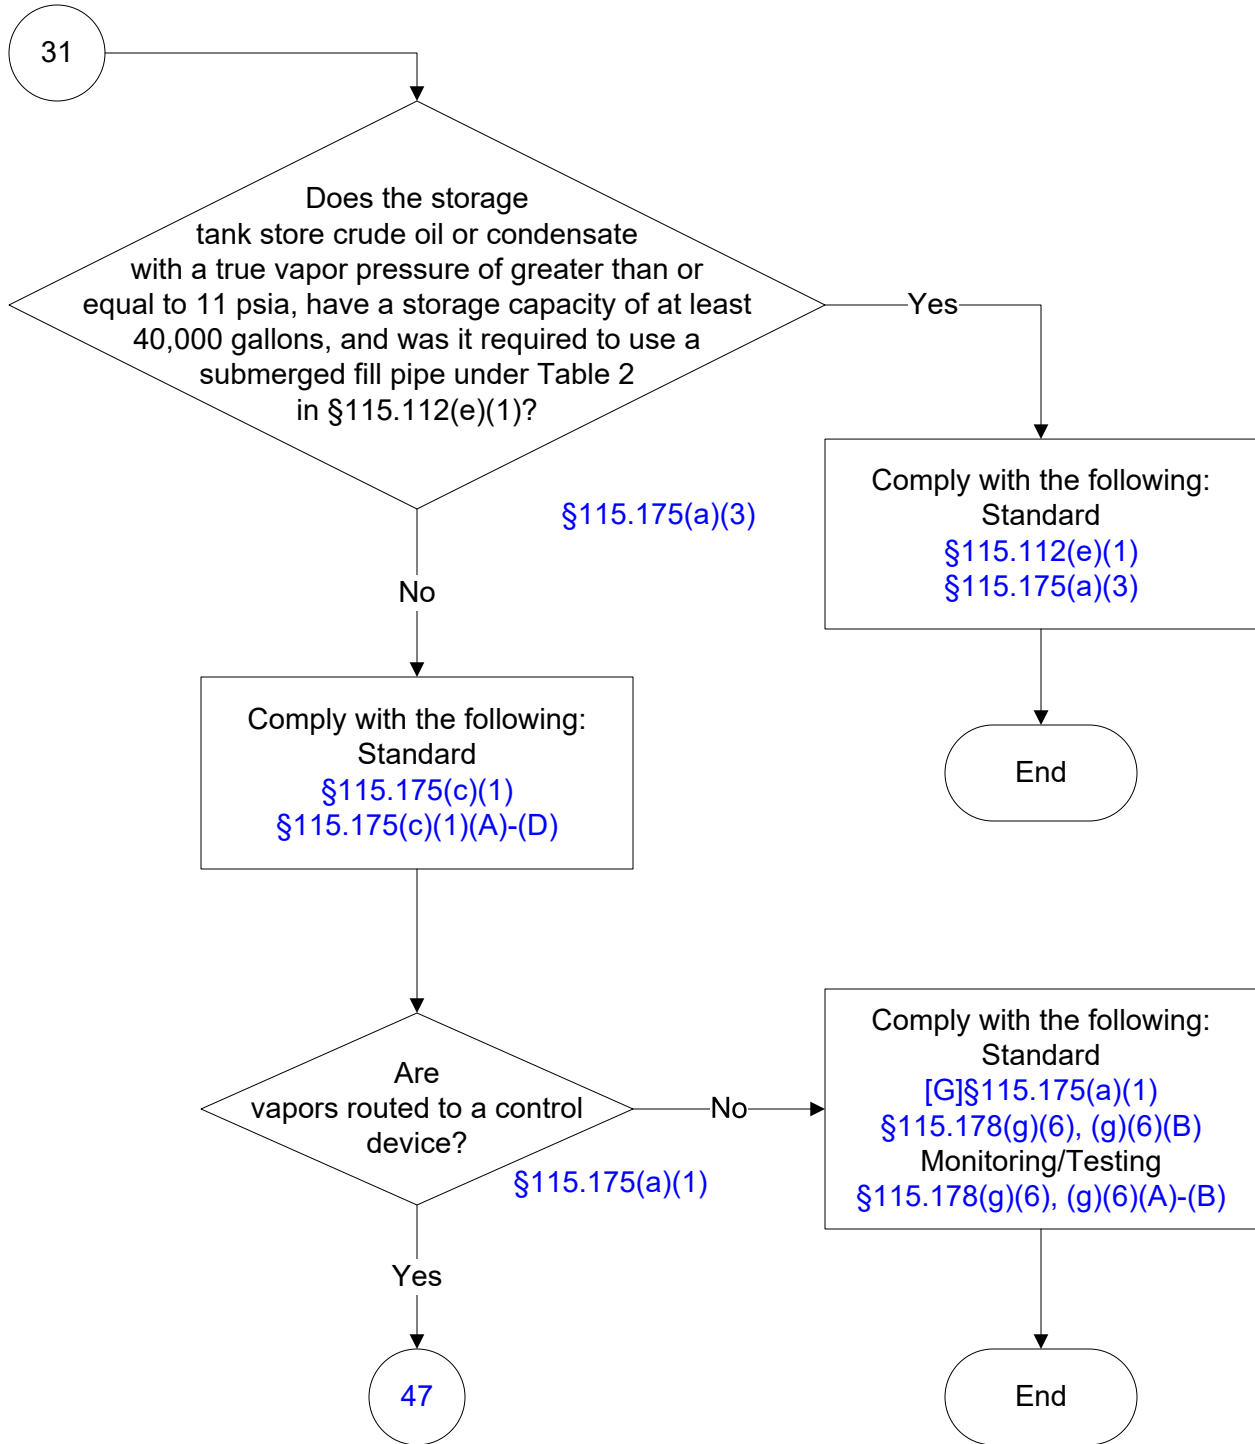 31
Does the storage
tank store crude oil or condensate
with a true vapor pressure of greater than or
equal to 11 psia, have a storage capacity of at least
40,000 gallons, and was it required to use a
submerged fill pipe under Table 2
in §115.112(e)(1)?
Yes
§115.175(a)(3)
Comply with the following:
Standard
§115.112(e)(1)
§115.175(a)(3)
No
Comply with the following:
Standard
§115.175(c)(1)
§115.175(c)(1)(A)-(D)
End
Are
vapors routed to a control
device?
No
§115.175(a)(1)
Comply with the following:
Standard
[G]§115.175(a)(1)
§115.178(g)(6), (g)(6)(B)
Monitoring/Testing
§115.178(g)(6), (g)(6)(A)-(B)
Yes
47
End